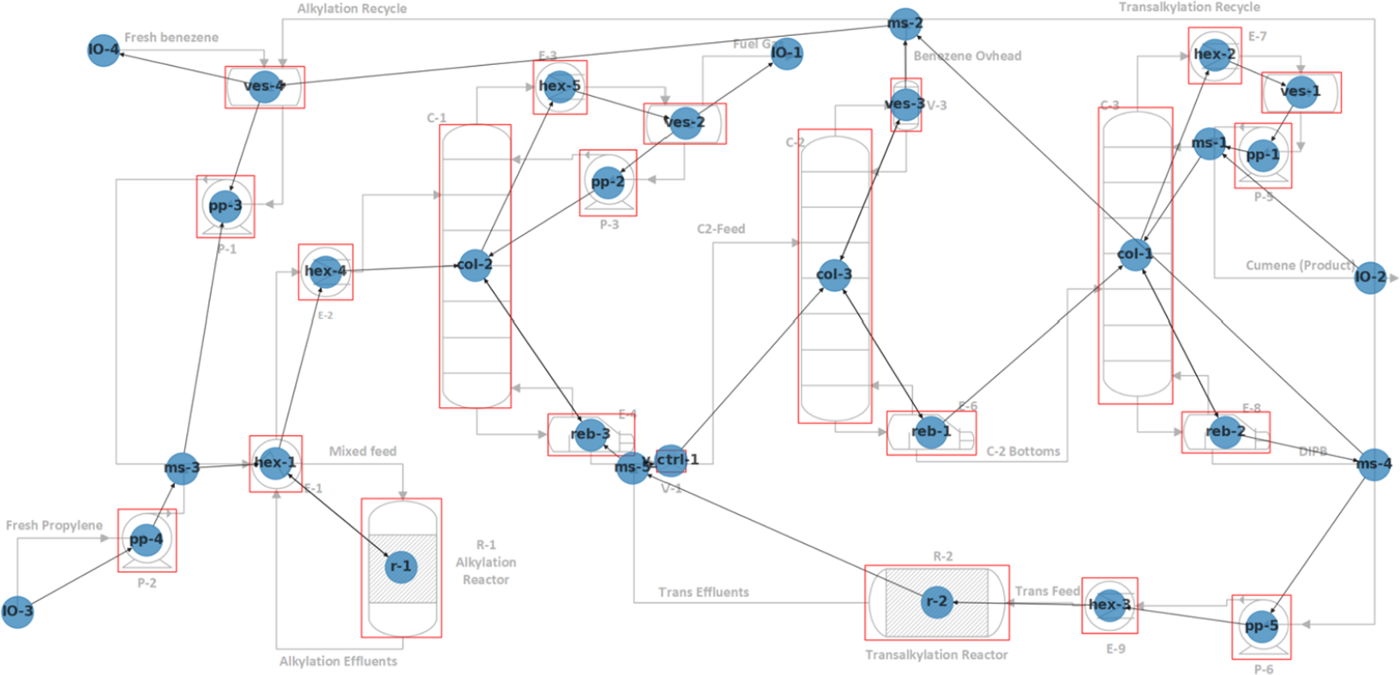 Alkylation Recycle
Transalkylation Recycle
ms-2
IO-4
Fresh benzene
Fuel
IO-1
Benezene Ovhead
hex-2
E-7
E-3
hex-5
ves-4
ves-1
ves-3
V-3
C-1
ves-2
C-2
C-3
ms-1
pp-1
P-5
pp-2
P-3
pp-3
P-1
C2-Feed
col-2
col-3
col-1
Cumene (Product)
IO-2
hex-4
E-2
reb-3
E-4
reb-1
E-6
reb-2
E-8
Mixed feed
C-2 Bottoms
DIPB
ms-3
hex-1
E-1
ms-5
ctrl-1
V-1
ms-4
Fresh Propylene
pp-4
P-2
r-1
R-1
Alkylation
Reactor
IO-3
R-2
Trans Effluents
r-2
Trans Feed
hex-3
E-9
pp-5
P-6
Alkylation Effluents
Transalkylation Reactor